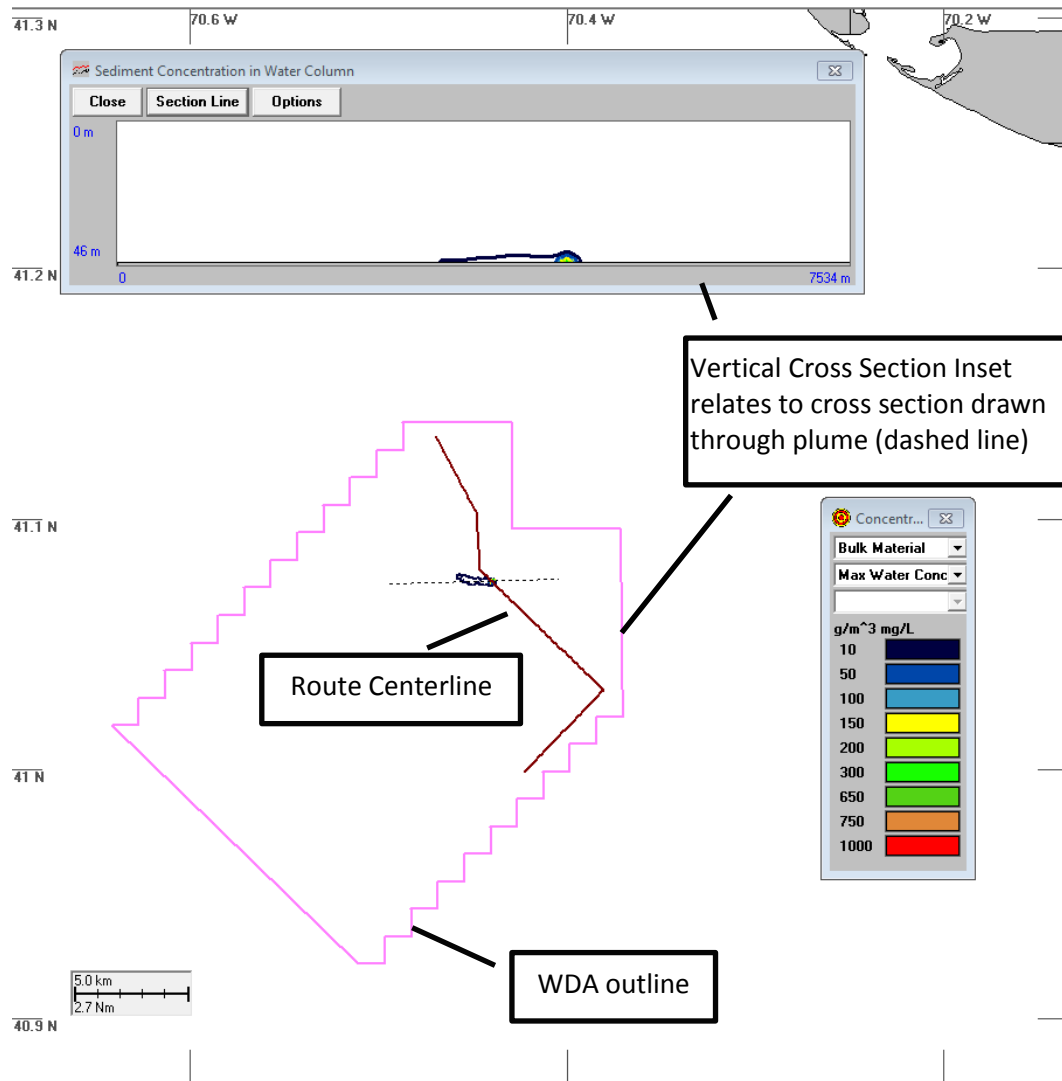 41.3 N
70.6 W
70.4 W
70.2 W
Sediment Concentration in Water Column
Close
Section Line
Options
0 m
46 m
0
7534 m
41.2 N
Vertical Cross Section Inset
relates to cross section drawn
through plume (dashed line)
41.1 N
Concentr...
Bulk Material
Max Water Conc
g/m^3 mg/L
10
50
100
150
200
300
650
750
1000
Route Centerline
41 N
WDA outline
5.0 km
2.7 Nm
40.9 N